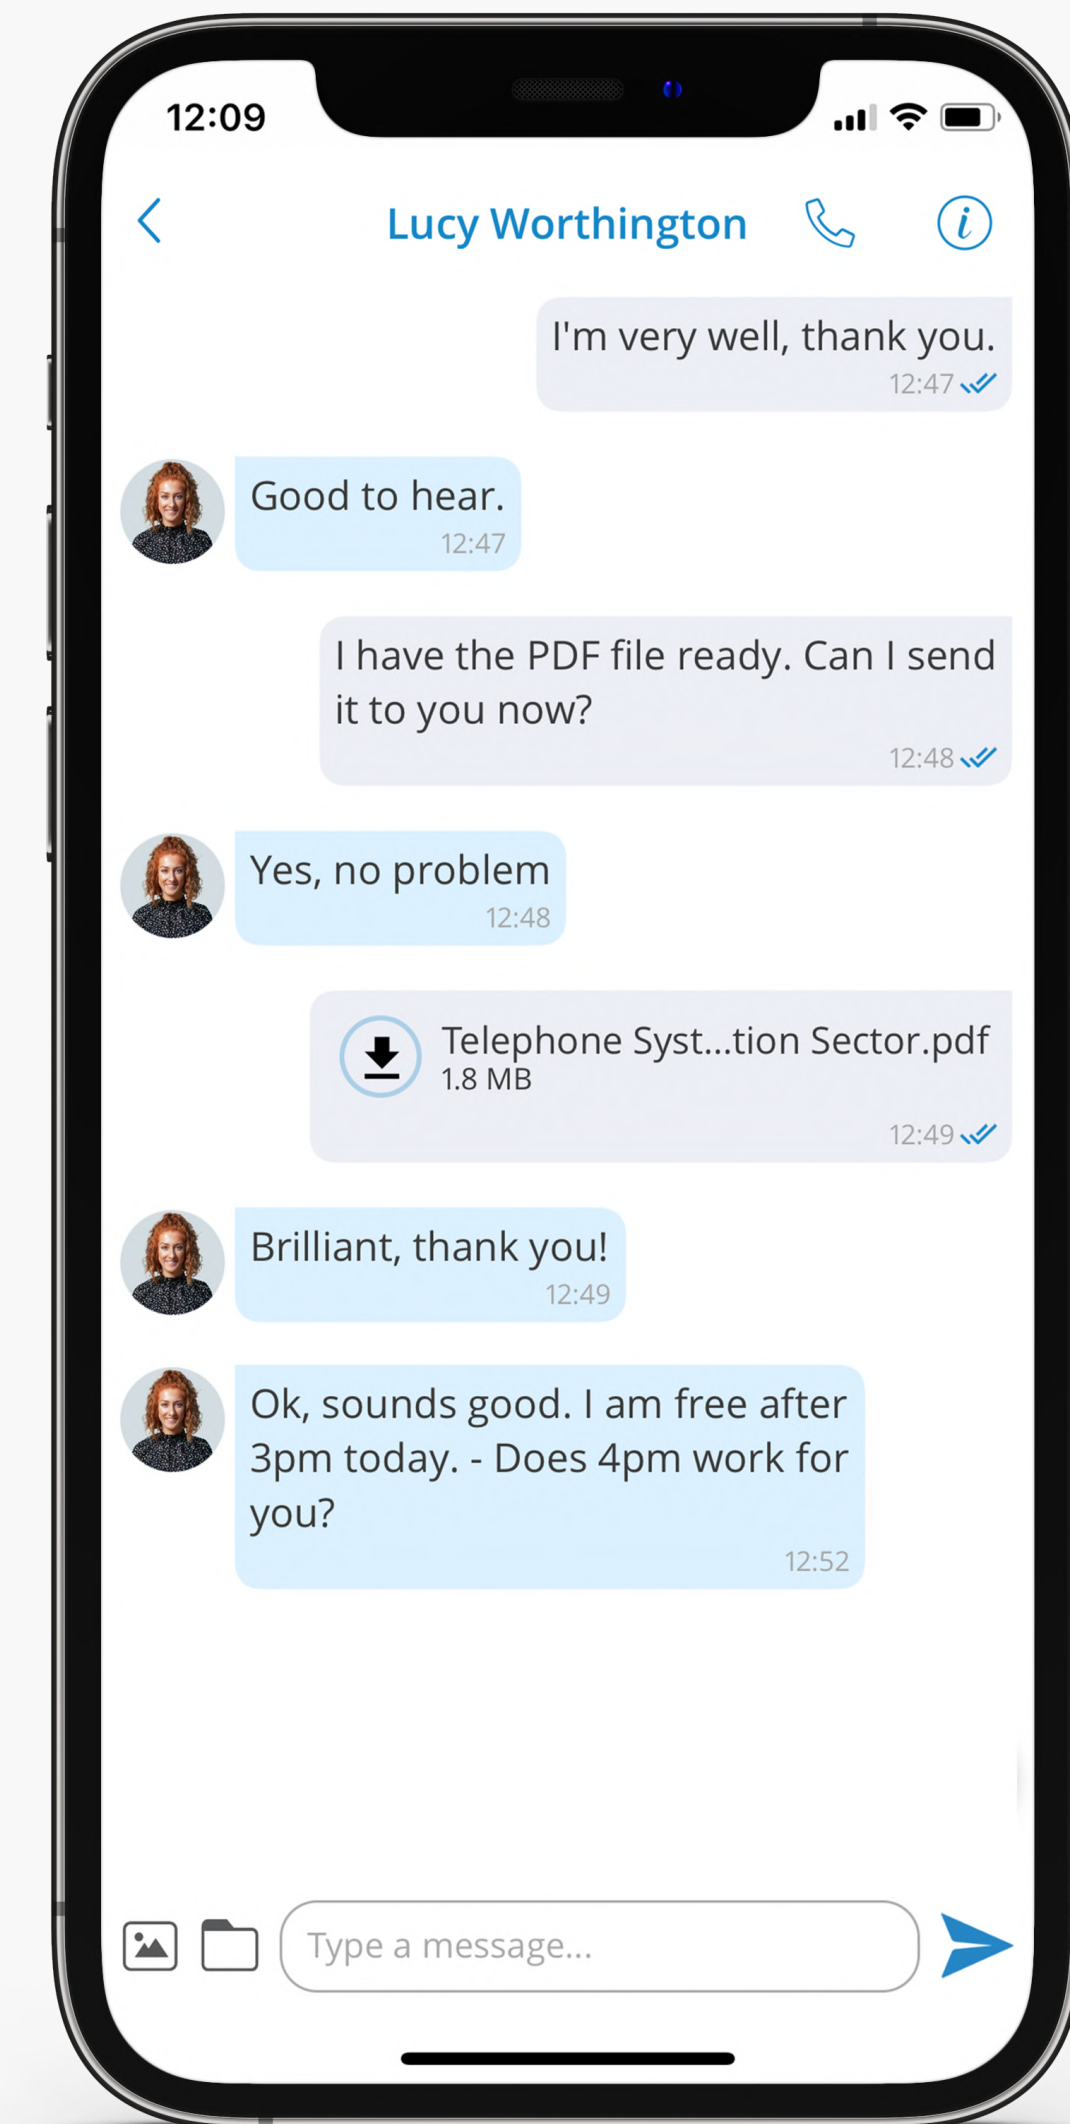 12:09
Lucy Worthington
I'm very well, thank you.
12:47
Good to hear.
12:47
I have the PDF file ready. Can I send
it to you now?
12:48
Yes, no problem
12:48
Telephone Syst...tion Sector.pdf
1.8 MB
12:49
Brilliant, thank you!
12:49
Ok, sounds good. I am free after
3pm today. - Does 4pm work for
you?
12:52
Type a message...